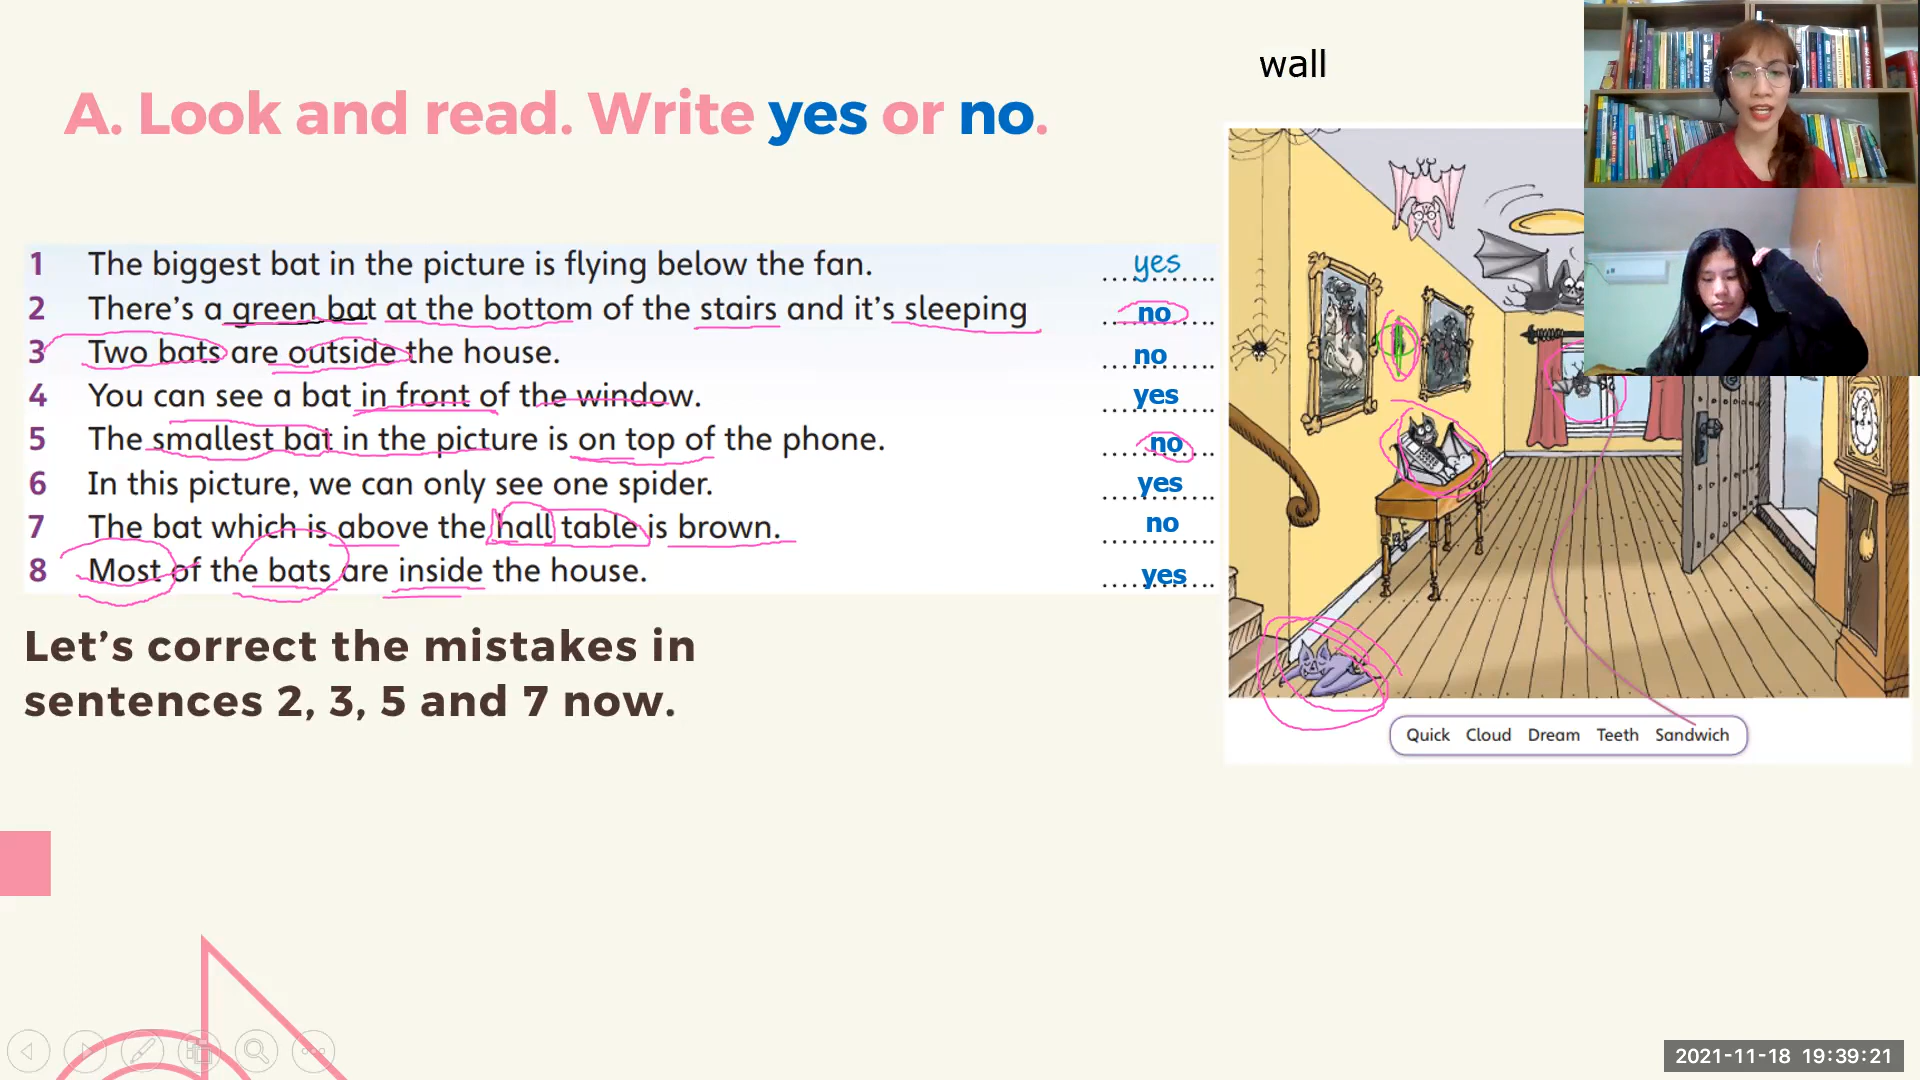 wall
A. Look and read. Write yes or no.
1 The biggest bat in the picture is flying below the fan. yes
2 There's a green bat at the bottom of the stairs and it's sleeping no
3 Two bats are outside the house. no
4 You can see a bat in front of the window. yes
5 The smallest bat in the picture is on top of the phone. no
6 In this picture, we can only see one spider. yes
7 The bat which is above the hall table is brown. no
8 Most of the bats are inside the house. yes
Let's correct the mistakes in
sentences 2, 3, 5 and 7 now.
Quick Cloud Dream Teeth Sandwich
2021-11-18 19:39:21